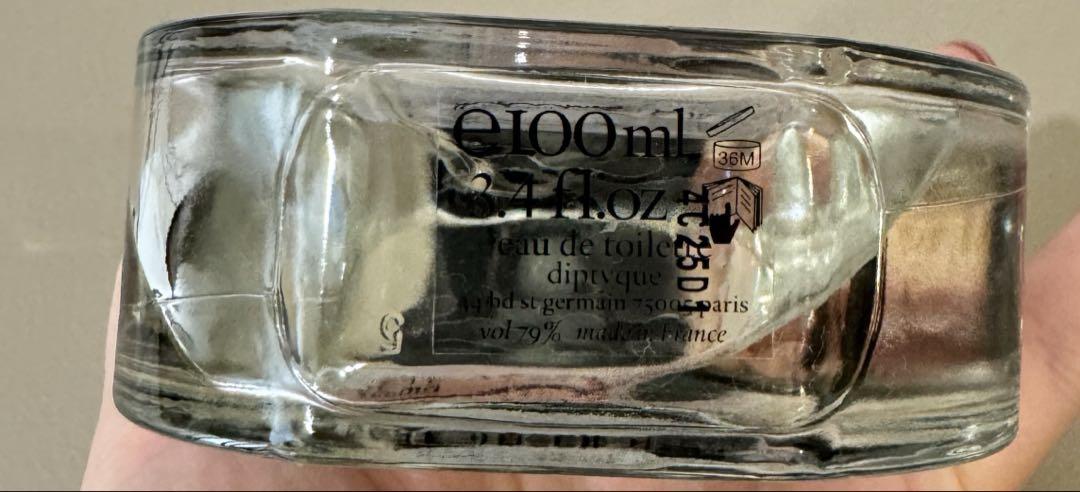 e100ml
36M
3.4 fl.oz
eau de toilette
diptyque
bd st germain 75005 paris
vol 79% made in France